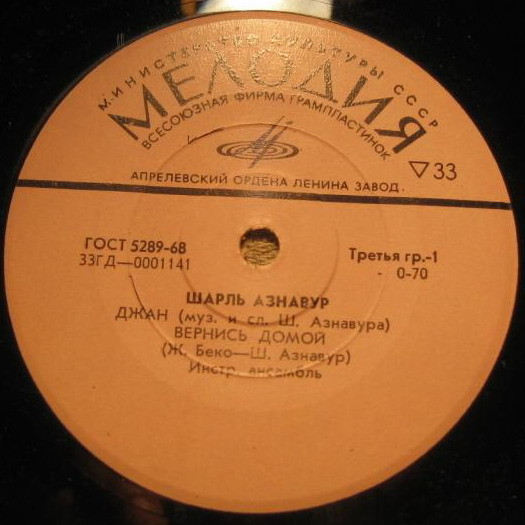 МИНИСТЕРСТВО КУЛЬТУРЫ СССР
МЕЛОДИЯ
ВСЕСОЮЗНАЯ ФИРМА ГРАМПЛАСТИНОК
▽33
АПРЕЛЕВСКИЙ ОРДЕНА ЛЕНИНА ЗАВОД.
ГОСТ 5289-68
33ГД—0001141
Третья гр.-1
- 0-70
ШАРЛЬ АЗНАВУР
ДЖАН (муз. и сл. Ш. Азнавура)
ВЕРНИСЬ ДОМОЙ
(Ж. Беко—Ш. Азнавур)
Инстр. ансамбль